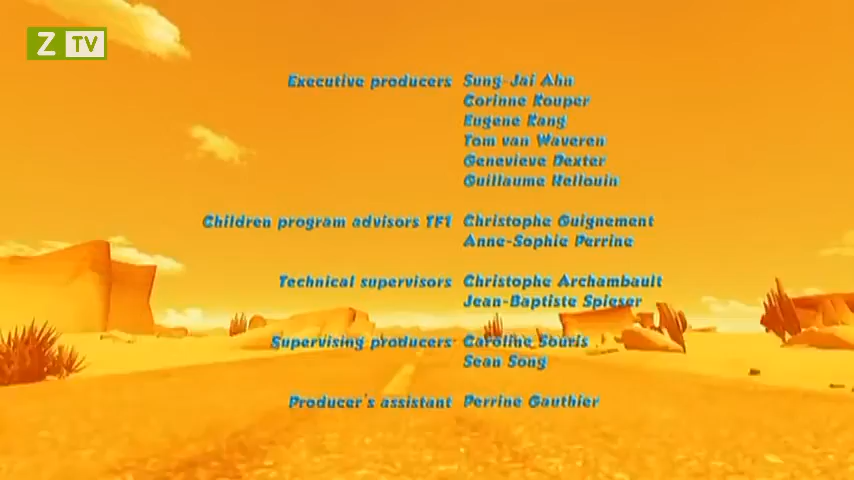 Z TV
Executive producers Sung-Jai Ahn
Corinne Kouper
Eugene Kang
Tom van Waveren
Genevieve Dexter
Guillaume Hellouin
Children program advisors TF1 Christophe Guignement
Anne-Sophie Perrine
Technical supervisors Christophe Archambault
Jean-Baptiste Spieser
Supervising producers Caroline Souris
Sean Song
Producer's assistant Perrine Gauthier